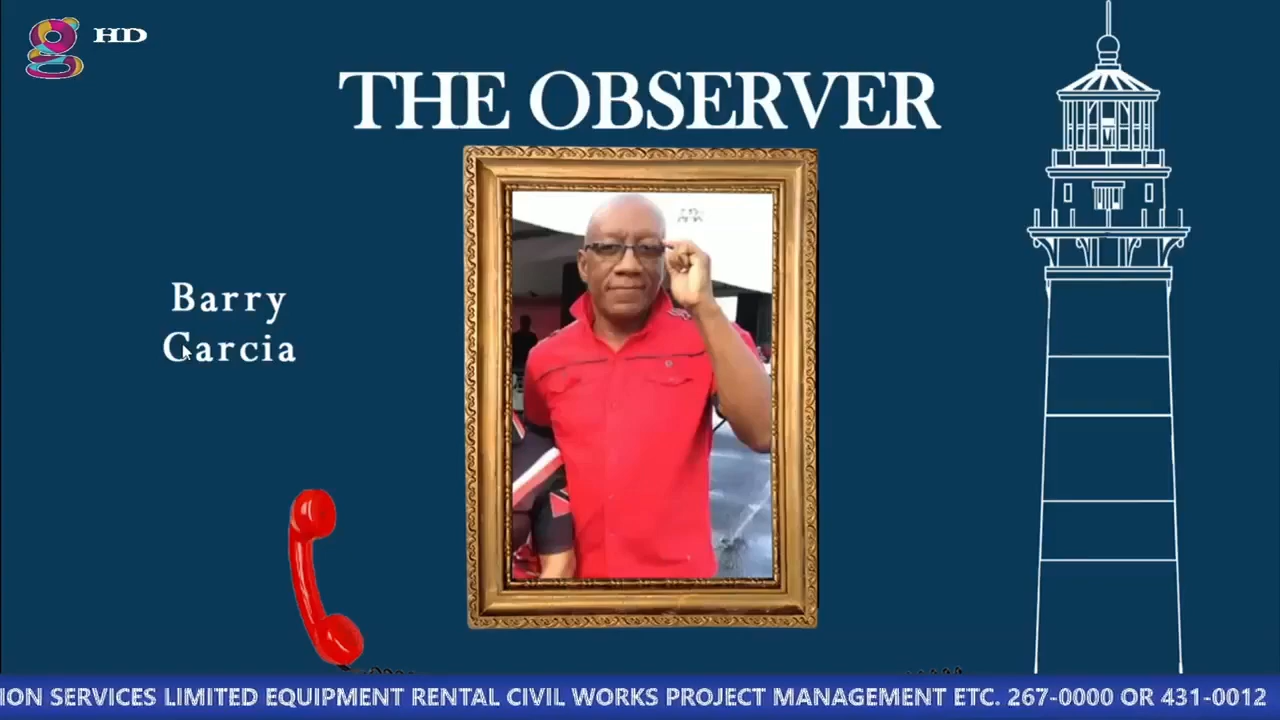 g HD
THE OBSERVER
Barry
Garcia
ION SERVICES LIMITED EQUIPMENT RENTAL CIVIL WORKS PROJECT MANAGEMENT ETC. 267-0000 OR 431-0012